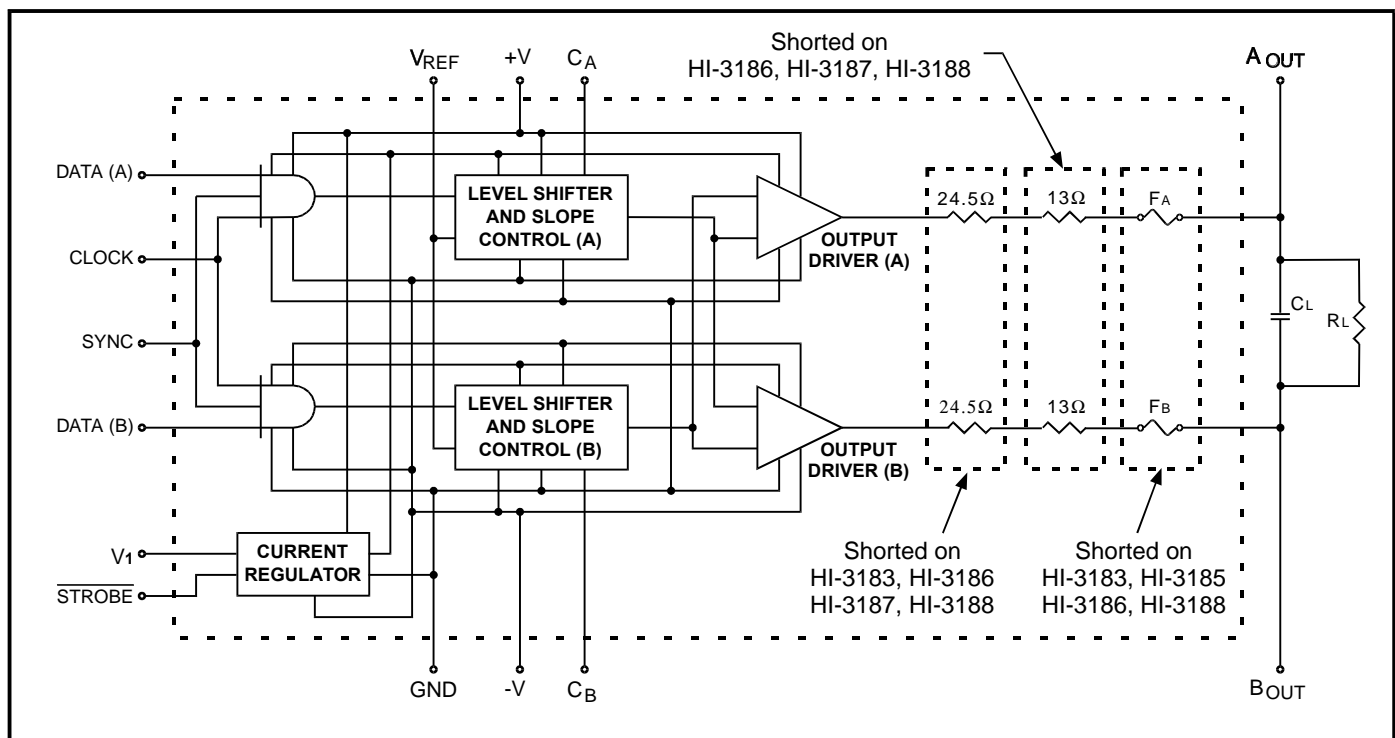 VREF
+V
CA
Shorted on
HI-3186, HI-3187, HI-3188
A OUT
DATA (A)
LEVEL SHIFTER
AND SLOPE
CONTROL (A)
24.5Ω
13Ω
FA
OUTPUT
DRIVER (A)
CLOCK
CL
RL
SYNC
DATA (B)
LEVEL SHIFTER
AND SLOPE
CONTROL (B)
24.5Ω
13Ω
FB
OUTPUT
DRIVER (B)
V1
STROBE
CURRENT
REGULATOR
Shorted on
HI-3183, HI-3186
HI-3187, HI-3188
Shorted on
HI-3183, HI-3185
HI-3186, HI-3188
GND
-V
CB
BOUT